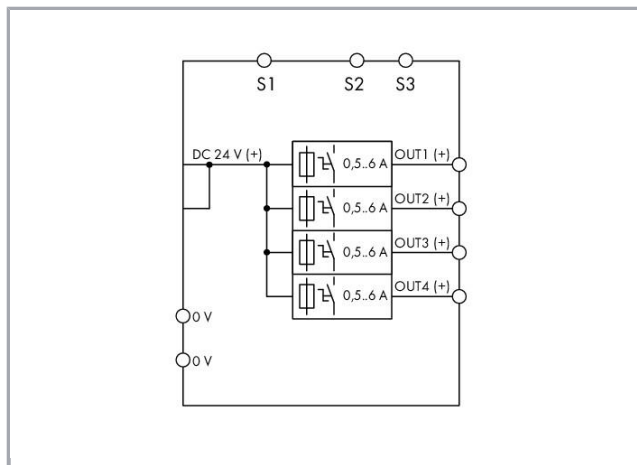 S1 S2 S3
DC 24 V (+) 0,5..6 A OUT1 (+)
0,5..6 A OUT2 (+)
0,5..6 A OUT3 (+)
0,5..6 A OUT4 (+)
0 V
0 V